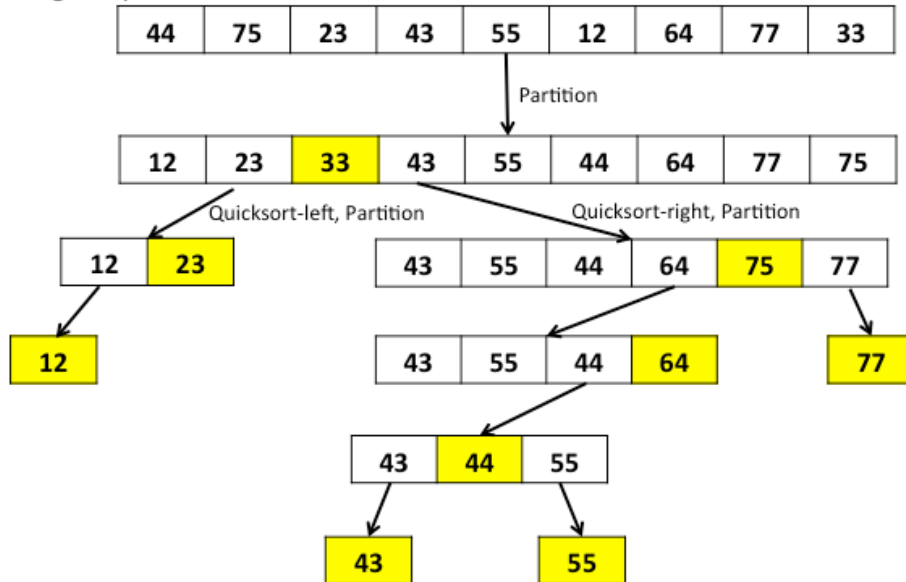 44 75 23 43 55 12 64 77 33
Partition
12 23 33 43 55 44 64 77 75
Quicksort-left, Partition Quicksort-right, Partition
12 23 43 55 44 64 75 77
12 43 55 44 64 77
43 44 55
43 55